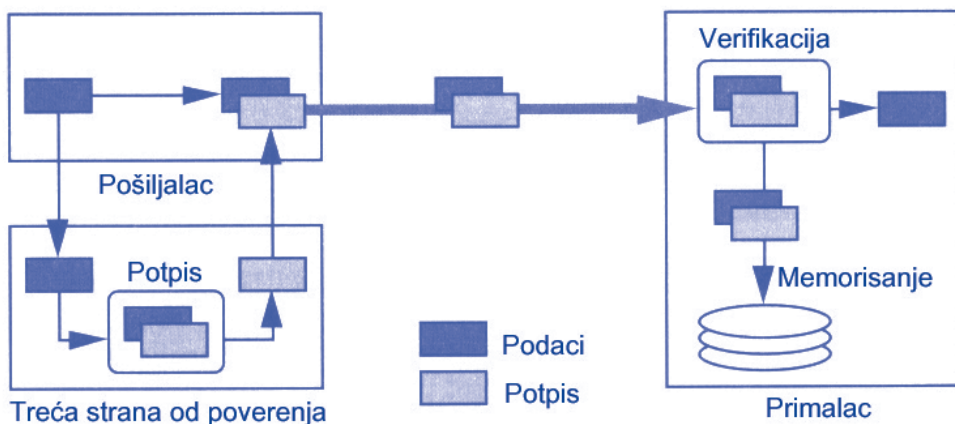 Verifikacija
Pošiljalac
Potpis
Memorisanje
Podaci
Potpis
Treća strana od poverenja
Primalac